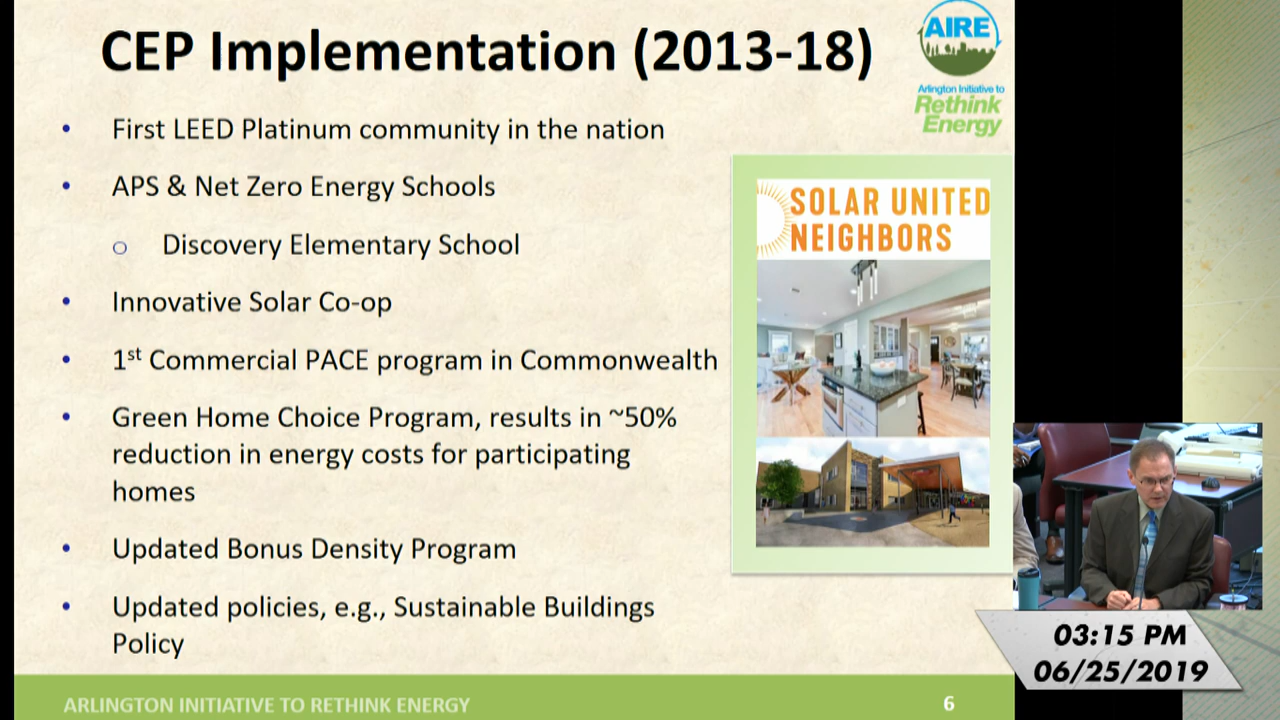 CEP Implementation (2013-18)
AIRE
Arlington Initiative to
Rethink
Energy
• First LEED Platinum community in the nation
• APS & Net Zero Energy Schools
o Discovery Elementary School
• Innovative Solar Co-op
• 1st Commercial PACE program in Commonwealth
• Green Home Choice Program, results in ~50%
reduction in energy costs for participating
homes
• Updated Bonus Density Program
• Updated policies, e.g., Sustainable Buildings
Policy
SOLAR UNITED
NEIGHBORS
03:15 PM
06/25/2019
ARLINGTON INITIATIVE TO RETHINK ENERGY
6